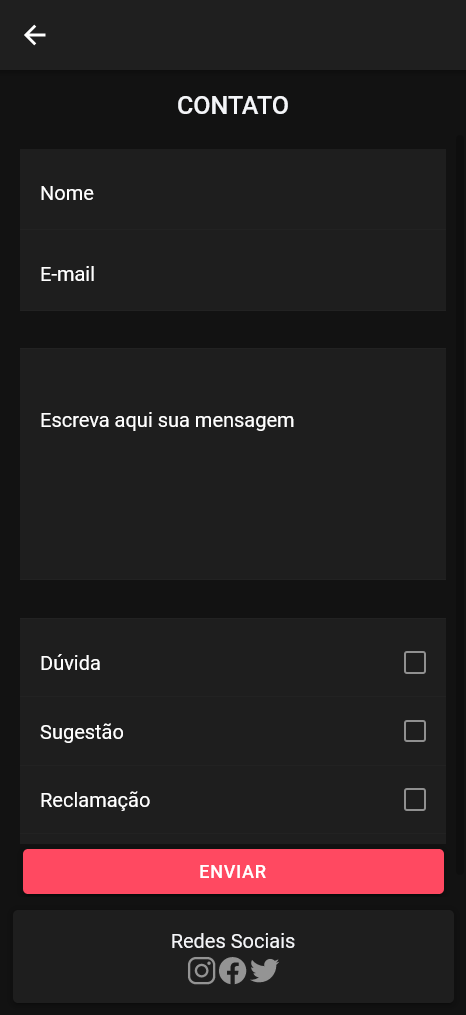 CONTATO
Nome
E-mail
Escreva aqui sua mensagem
Dúvida
Sugestão
Reclamação
ENVIAR
Redes Sociais